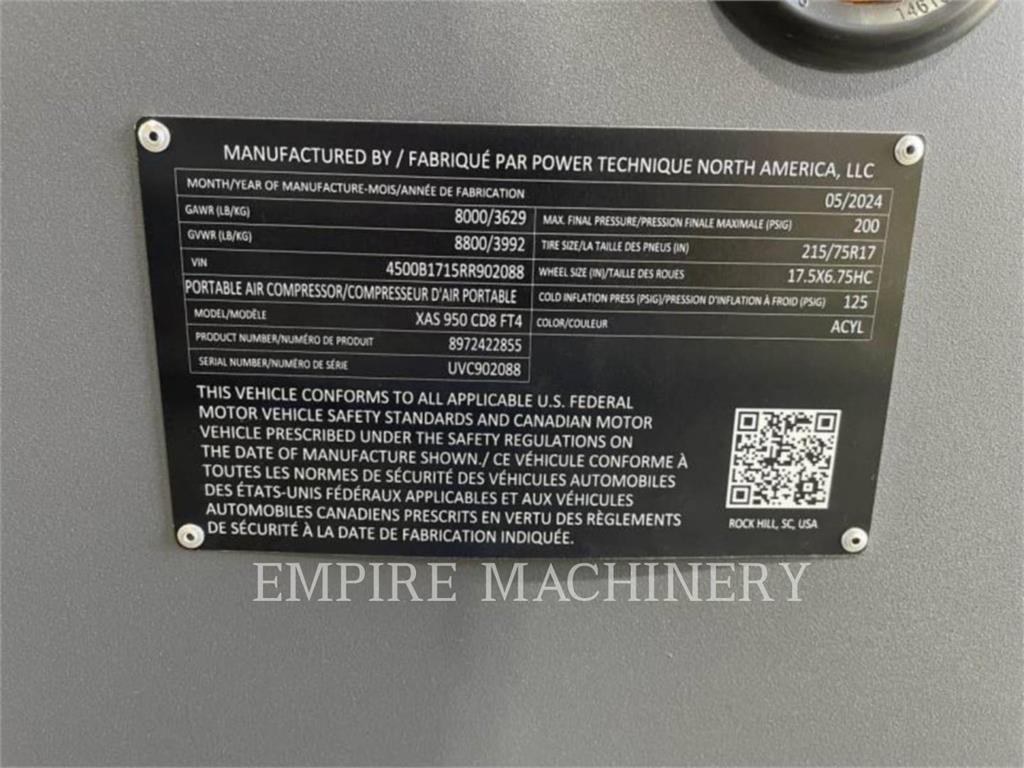 1461
MANUFACTURED BY / FABRIQUÉ PAR POWER TECHNIQUE NORTH AMERICA, LLC
MONTH/YEAR OF MANUFACTURE-MOIS/ANNÉE DE FABRICATION 05/2024
GAWR (LB/KG) 8000/3629 MAX. FINAL PRESSURE/PRESSION FINALE MAXIMALE (PSIG) 200
GVWR (LB/KG) 8800/3992 TIRE SIZE/LA TAILLE DES PNEUS (IN) 215/75R17
VIN 4500B1715RR902088 WHEEL SIZE (IN)/TAILLE DES ROUES 17.5X6.75HC
PORTABLE AIR COMPRESSOR/COMPRESSEUR D'AIR PORTABLE COLD INFLATION PRESS (PSIG)/PRESSION D'INFLATION À FROID (PSIG) 125
MODEL/MODÈLE XAS 950 CD8 FT4 COLOR/COULEUR ACYL
PRODUCT NUMBER/NUMÉRO DE PRODUIT 8972422855
SERIAL NUMBER/NUMÉRO DE SÉRIE UVC902088
THIS VEHICLE CONFORMS TO ALL APPLICABLE U.S. FEDERAL
MOTOR VEHICLE SAFETY STANDARDS AND CANADIAN MOTOR
VEHICLE PRESCRIBED UNDER THE SAFETY REGULATIONS ON
THE DATE OF MANUFACTURE SHOWN./ CE VÉHICULE CONFORME À
TOUTES LES NORMES DE SÉCURITÉ DES VÉHICULES AUTOMOBILES
DES ÉTATS-UNIS FÉDÉRAUX APPLICABLES ET AUX VÉHICULES
AUTOMOBILES CANADIENS PRESCRITS EN VERTU DES RÈGLEMENTS
DE SÉCURITÉ À LA DATE DE FABRICATION INDIQUÉE.
ROCK HILL, SC, USA
EMPIRE MACHINERY